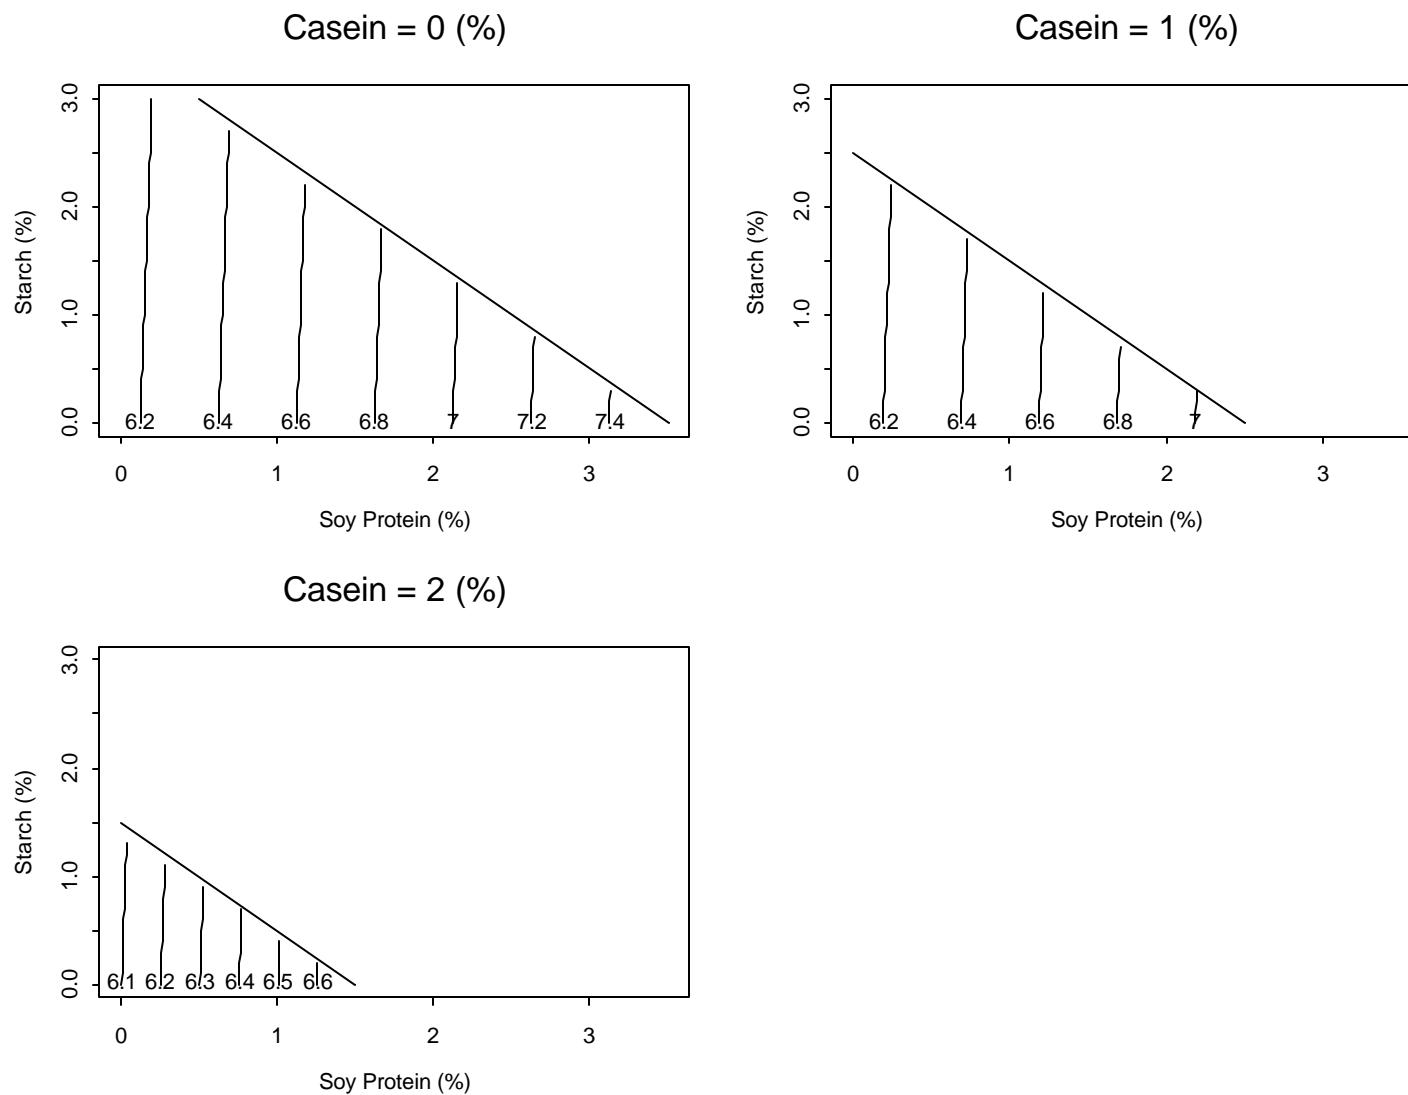 Casein = 0 (%)
Starch (%)
3.0
2.0
1.0
0.0
6.2 6.4 6.6 6.8 7 7.2 7.4
0 1 2 3
Soy Protein (%)
Casein = 1 (%)
Starch (%)
3.0
2.0
1.0
0.0
6.2 6.4 6.6 6.8 7
0 1 2 3
Soy Protein (%)
Casein = 2 (%)
Starch (%)
3.0
2.0
1.0
0.0
6.1 6.2 6.3 6.4 6.5 6.6
0 1 2 3
Soy Protein (%)